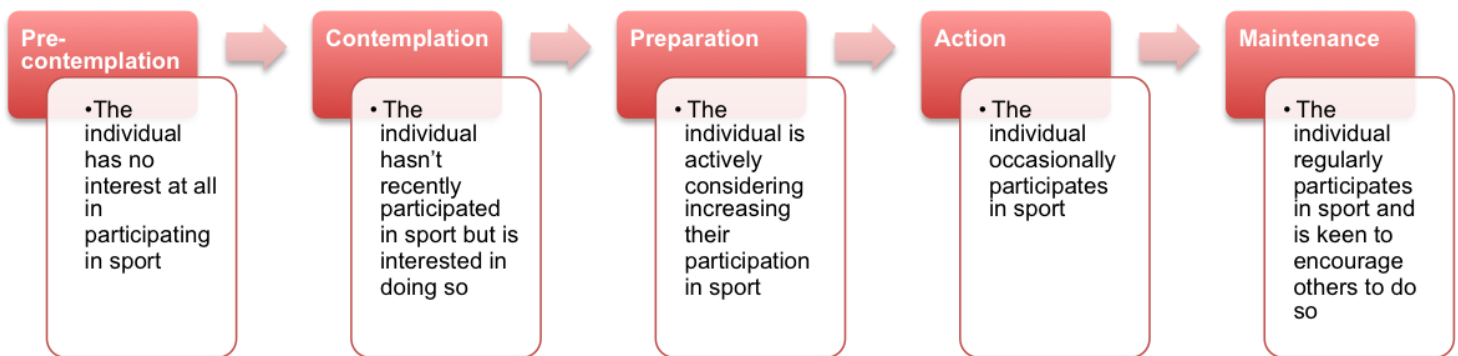 Pre-
contemplation
•The
individual
has no
interest at all
in
participating
in sport
Contemplation
• The
individual
hasn’t
recently
participated
in sport but is
interested in
doing so
Preparation
• The
individual is
actively
considering
increasing
their
participation
in sport
Action
• The
individual
occasionally
participates
in sport
Maintenance
• The
individual
regularly
participates
in sport and
is keen to
encourage
others to do
so